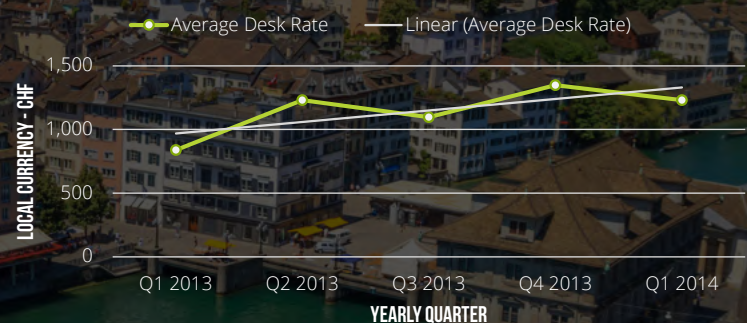 Average Desk Rate Linear (Average Desk Rate)
1,500
1,000
500
0
LOCAL CURRENCY - CHF
Q1 2013 Q2 2013 Q3 2013 Q4 2013 Q1 2014
YEARLY QUARTER